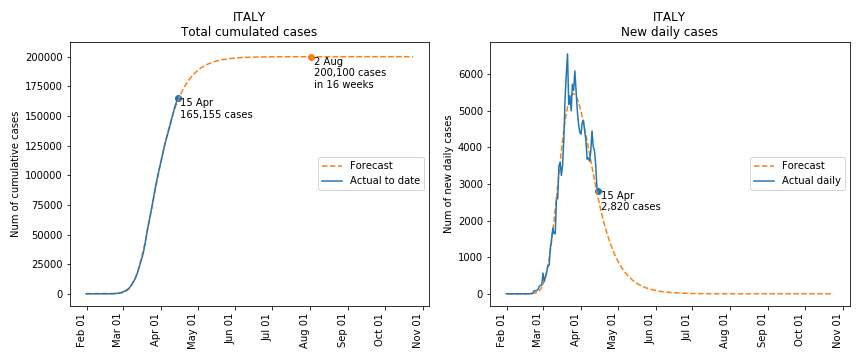 ITALY
Total cumulated cases
Num of cumulative cases
200000
175000
150000
125000
100000
75000
50000
25000
0
2 Aug
200,100 cases
in 16 weeks
15 Apr
165,155 cases
Forecast
Actual to date
Feb 01
Mar 01
Apr 01
May 01
Jun 01
Jul 01
Aug 01
Sep 01
Oct 01
Nov 01
ITALY
New daily cases
Num of new daily cases
6000
5000
4000
3000
2000
1000
0
15 Apr
2,820 cases
Forecast
Actual daily
Feb 01
Mar 01
Apr 01
May 01
Jun 01
Jul 01
Aug 01
Sep 01
Oct 01
Nov 01